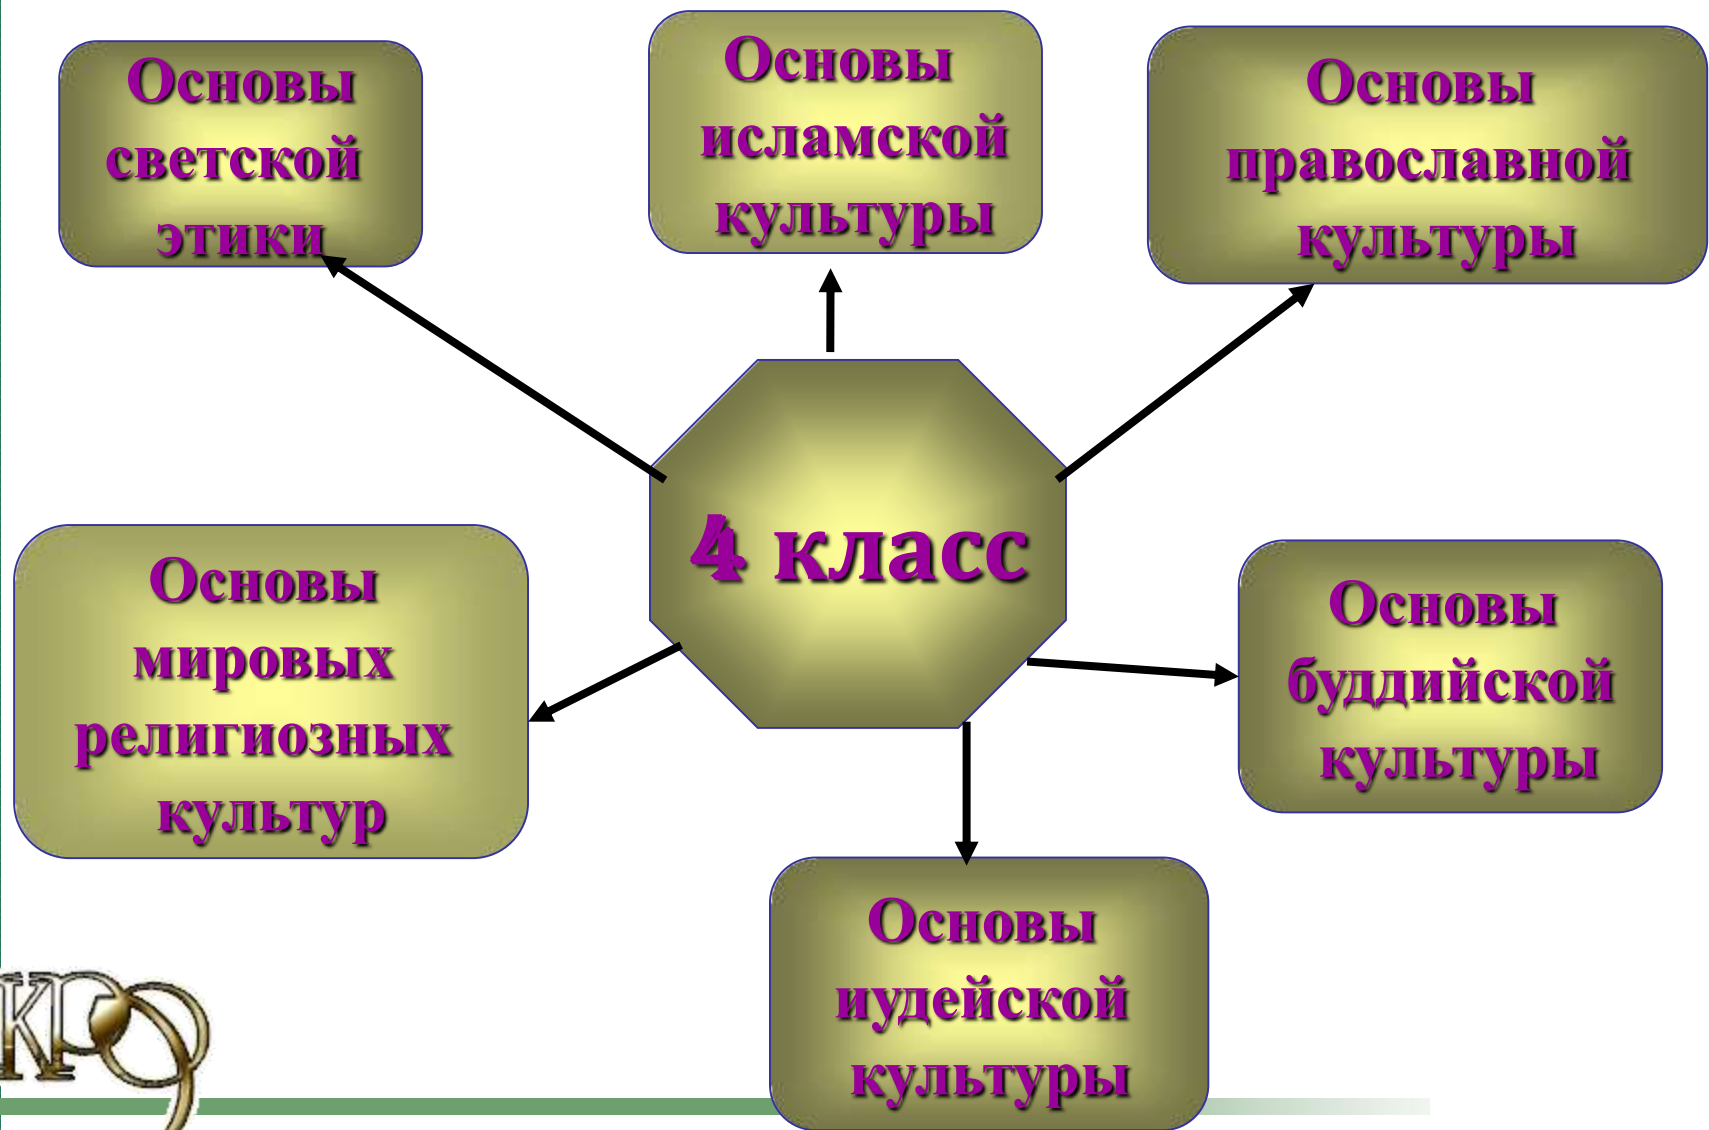 Основы
светской
этики
Основы
исламской
культуры
Основы
православной
культуры
4 класс
Основы
мировых
религиозных
культур
Основы
буддийской
культуры
Основы
иудейской
культуры